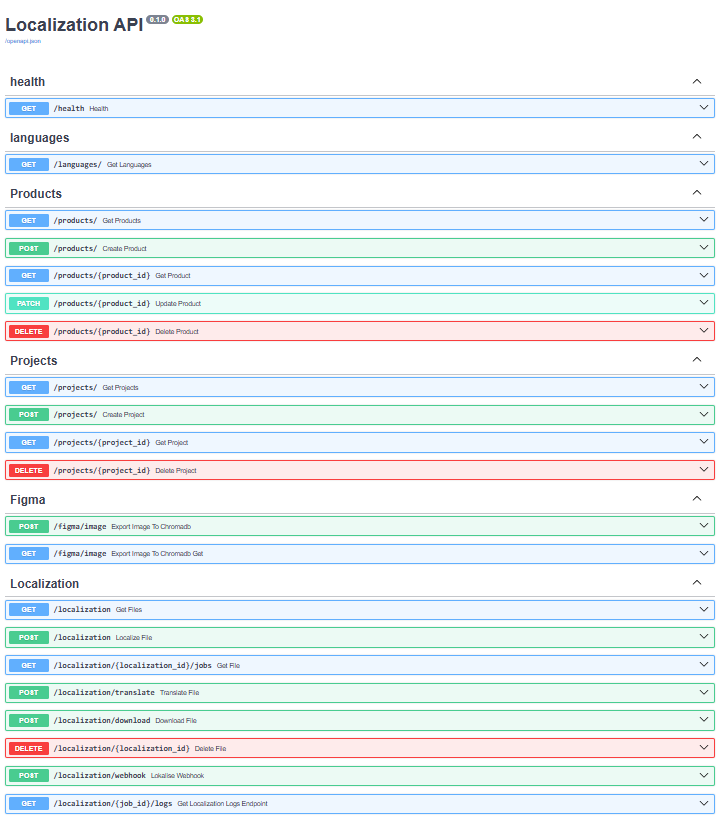 Localization API 0.1.0 OAS 3.1
/openapi.json
health
GET /health Health
languages
GET /languages/ Get Languages
Products
GET /products/ Get Products
POST /products/ Create Product
GET /products/{product_id} Get Product
PATCH /products/{product_id} Update Product
DELETE /products/{product_id} Delete Product
Projects
GET /projects/ Get Projects
POST /projects/ Create Project
GET /projects/{project_id} Get Project
DELETE /projects/{project_id} Delete Project
Figma
POST /figma/image Export Image To Chromadb
GET /figma/image Export Image To Chromadb Get
Localization
GET /localization Get Files
POST /localization Localize File
GET /localization/{localization_id}/jobs Get File
POST /localization/translate Translate File
POST /localization/download Download File
DELETE /localization/{localization_id} Delete File
POST /localization/webhook Lokalise Webhook
GET /localization/{job_id}/logs Get Localization Logs Endpoint